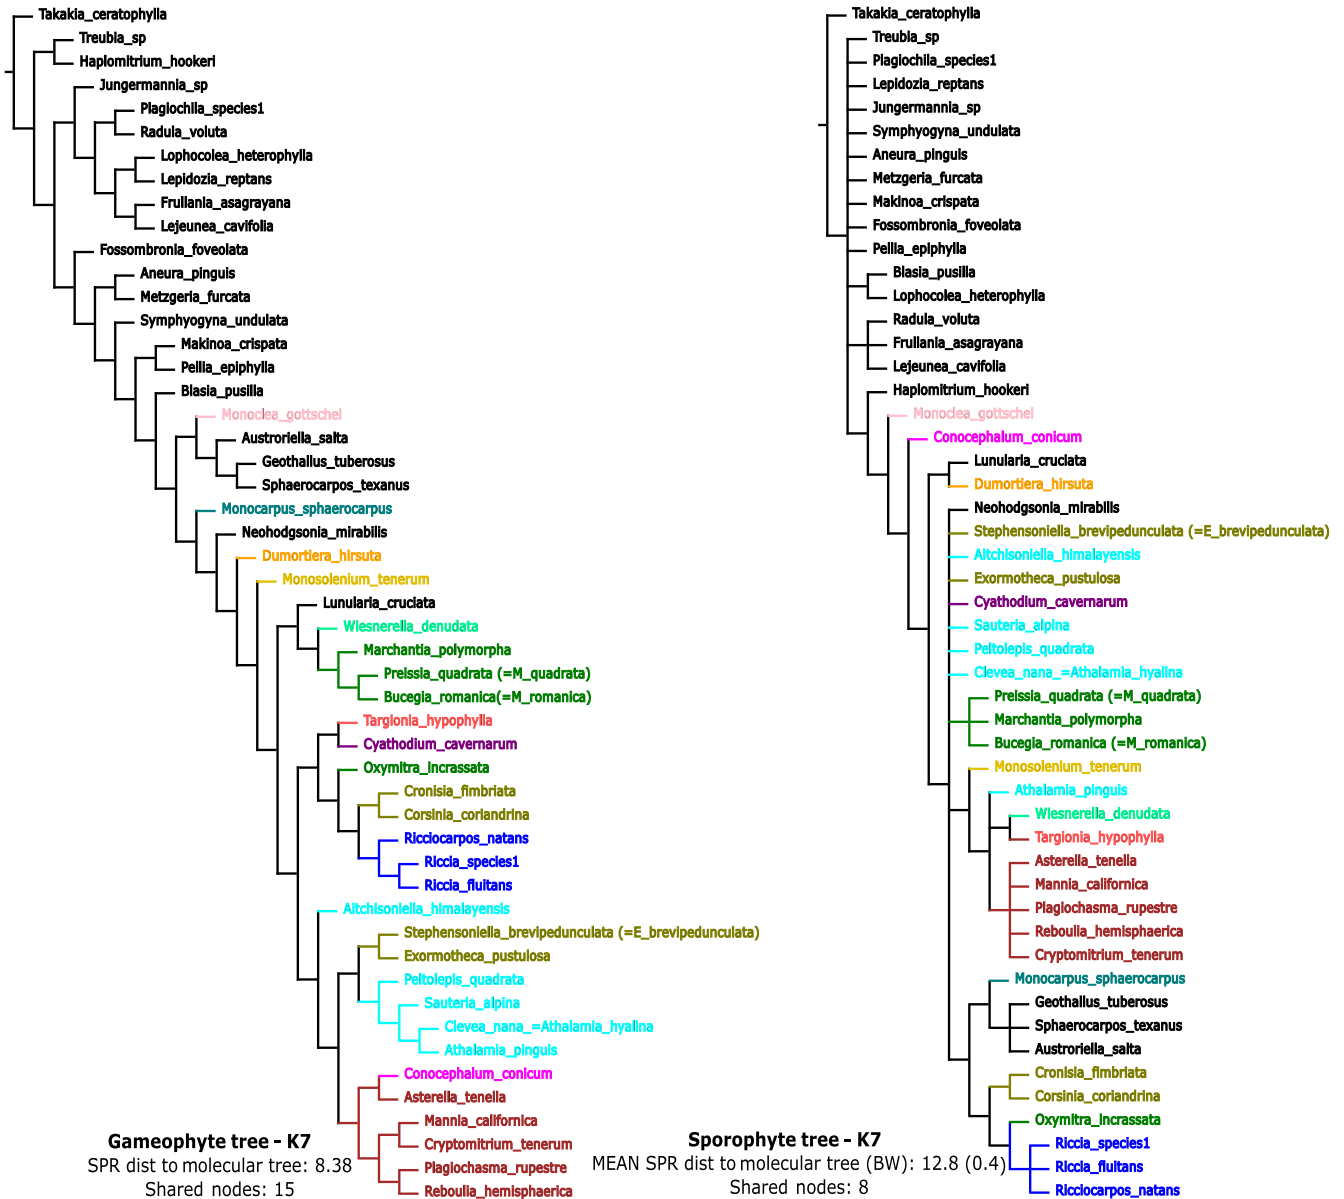 Takakia_ceratophylla
Treubia_sp
Haplomitrium_hookeri
Jungermannia_sp
Plagiochila_species1
Radula_voluta
Lophocolea_heterophylla
Lepidozia_reptans
Frullania_asagrayana
Lejeunea_cavifolia
Fossombronia_foveolata
Aneura_pinguis
Metzgeria_furcata
Symphyogyna_undulata
Makinoa_crispata
Pellia_epiphylla
Blasia_pusilla
Monoclea_gottschei
Austroriella_salta
Geothallus_tuberosus
Sphaerocarpos_texanus
Monocarpus_sphaerocarpus
Neohodgsonia_mirabilis
Dumortiera_hirsuta
Monosolenium_tenerum
Lunularia_cruciata
Wiesnerella_denudata
Marchantia_polymorpha
Preissia_quadrata (=M_quadrata)
Bucegia_romanica(=M_romanica)
Targionia_hypophylla
Cyathodium_cavernarum
Oxymitra_incrassata
Cronisia_fimbriata
Corsinia_coriandrina
Ricciocarpos_natans
Riccia_species1
Riccia_fluitans
Aitchisoniella_himalayensis
Stephensoniella_brevipedunculata (=E_brevipedunculata)
Exormotheca_pustulosa
Peltolepis_quadrata
Sauteria_alpina
Clevea_nana_=Athalamia_hyalina
Athalamia_pinguis
Conocephalum_conicum
Asterella_tenella
Mannia_californica
Cryptomitrium_tenerum
Plagiochasma_rupestre
Reboulia_hemisphaerica
Gameophyte tree - K7
SPR dist to molecular tree: 8.38
Shared nodes: 15
Takakia_ceratophylla
Treubia_sp
Plagiochila_species1
Lepidozia_reptans
Jungermannia_sp
Symphyogyna_undulata
Aneura_pinguis
Metzgeria_furcata
Makinoa_crispata
Fossombronia_foveolata
Pellia_epiphylla
Blasia_pusilla
Lophocolea_heterophylla
Radula_voluta
Frullania_asagrayana
Lejeunea_cavifolia
Haplomitrium_hookeri
Monoclea_gottschei
Conocephalum_conicum
Lunularia_cruciata
Dumortiera_hirsuta
Neohodgsonia_mirabilis
Stephensoniella_brevipedunculata (=E_brevipedunculata)
Aitchisoniella_himalayensis
Exormotheca_pustulosa
Cyathodium_cavernarum
Sauteria_alpina
Peltolepis_quadrata
Clevea_nana_=Athalamia_hyalina
Preissia_quadrata (=M_quadrata)
Marchantia_polymorpha
Bucegia_romanica (=M_romanica)
Monosolenium_tenerum
Athalamia_pinguis
Wiesnerella_denudata
Targionia_hypophylla
Asterella_tenella
Mannia_californica
Plagiochasma_rupestre
Reboulia_hemisphaerica
Cryptomitrium_tenerum
Monocarpus_sphaerocarpus
Geothallus_tuberosus
Sphaerocarpos_texanus
Austroriella_salta
Cronisia_fimbriata
Corsinia_coriandrina
Oxymitra_incrassata
Riccia_species1
Riccia_fluitans
Ricciocarpos_natans
Sporophyte tree - K7
MEAN SPR dist to molecular tree (BW): 12.8 (0.4)
Shared nodes: 8